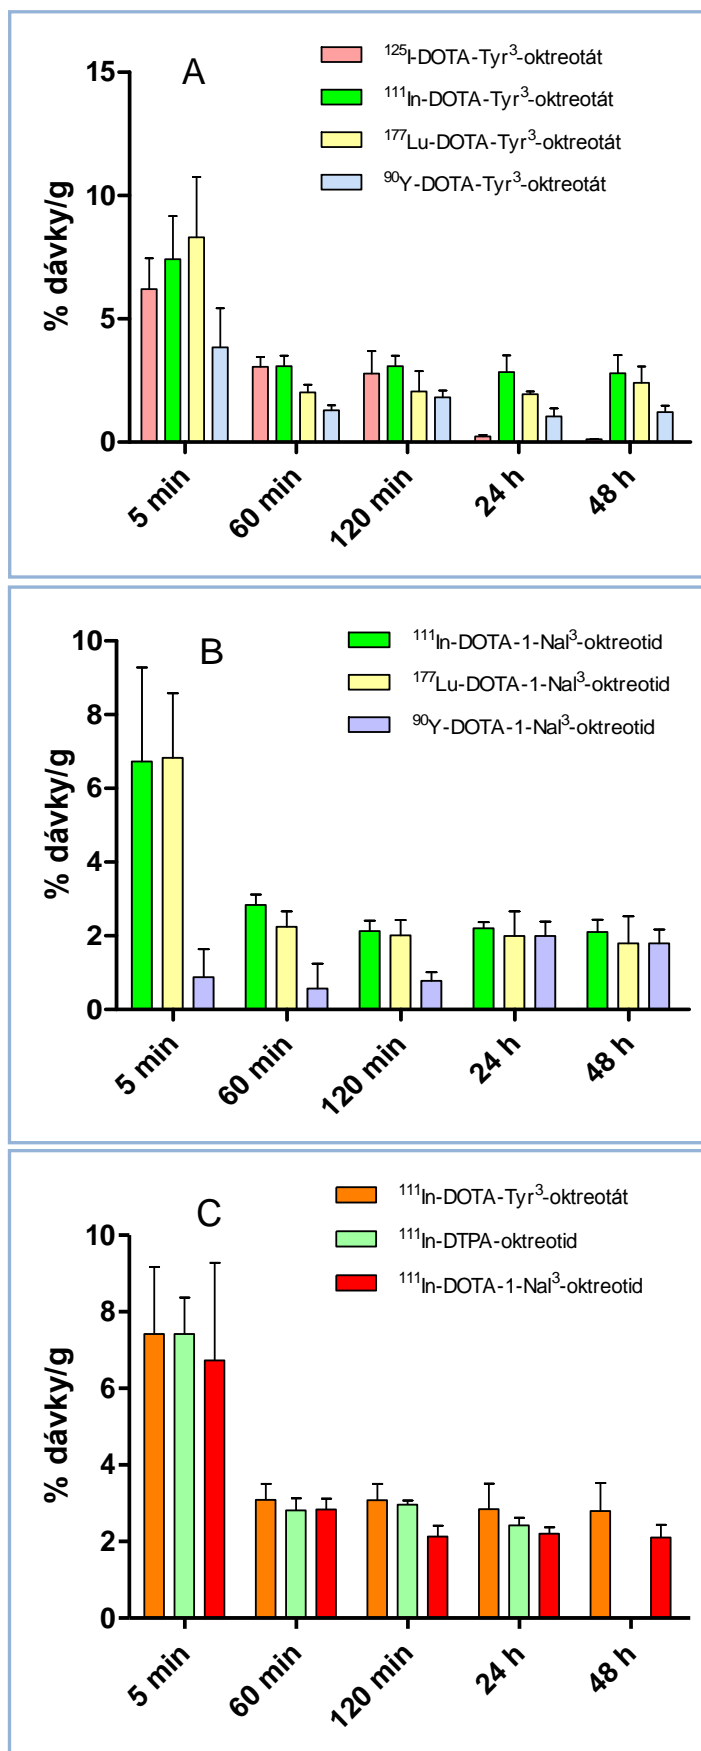 A
¹²⁵I-DOTA-Tyr³-oktreotát
¹¹¹In-DOTA-Tyr³-oktreotát
¹⁷⁷Lu-DOTA-Tyr³-oktreotát
⁹⁰Y-DOTA-Tyr³-oktreotát
% dávky/g
15
10
5
0
5 min
60 min
120 min
24 h
48 h
B
¹¹¹In-DOTA-1-Nal³-oktreotid
¹⁷⁷Lu-DOTA-1-Nal³-oktreotid
⁹⁰Y-DOTA-1-Nal³-oktreotid
% dávky/g
10
8
6
4
2
0
5 min
60 min
120 min
24 h
48 h
C
¹¹¹In-DOTA-Tyr³-oktreotát
¹¹¹In-DTPA-oktreotid
¹¹¹In-DOTA-1-Nal³-oktreotid
% dávky/g
10
8
6
4
2
0
5 min
60 min
120 min
24 h
48 h